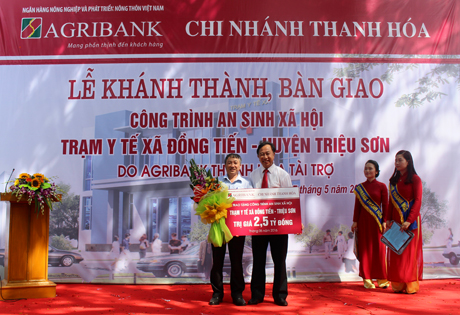 NGÂN HÀNG NÔNG NGHIỆP VÀ PHÁT TRIỂN NÔNG THÔN VIỆT NAM
AGRIBANK
Mang phồn thịnh đến khách hàng
CHI NHÁNH THANH HÓA
LỄ KHÁNH THÀNH, BÀN GIAO
CÔNG TRÌNH AN SINH XÃ HỘI
TRẠM Y TẾ XÃ ĐỒNG TIẾN - HUYỆN TRIỆU SƠN
DO AGRIBANK THANH TÀI TRỢ
tháng 5 năm 2
TRẠM Y TẾ XÃ ĐỒNG TIẾN - TRIỆU SƠN
TRỊ GIÁ 2,5 TỶ ĐỒNG